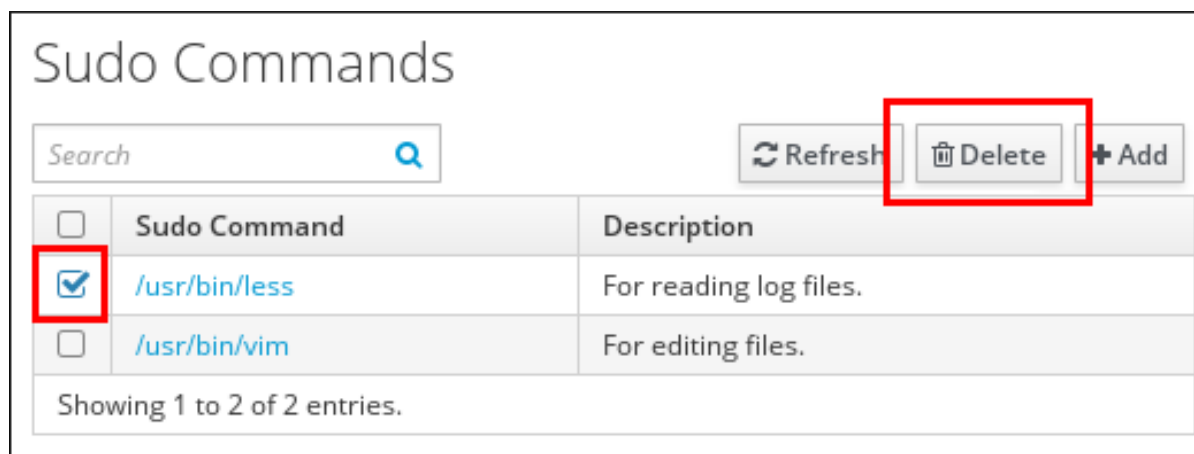 Sudo Commands
Search Refresh Delete Add
Sudo Command Description
/usr/bin/less For reading log files.
/usr/bin/vim For editing files.
Showing 1 to 2 of 2 entries.